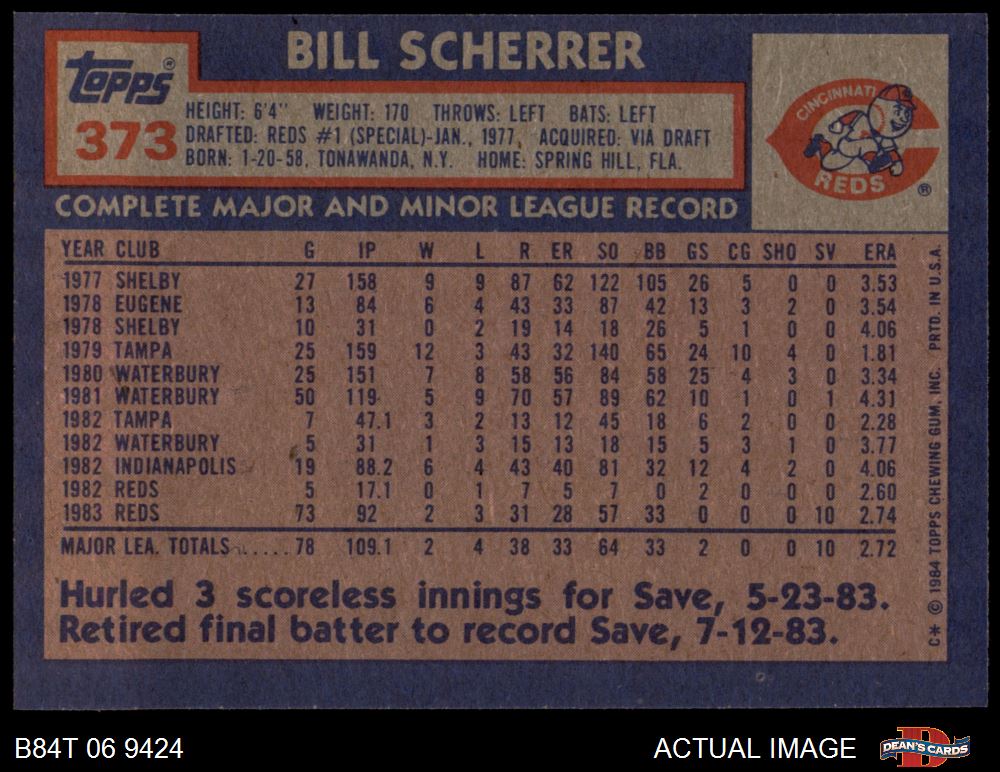 BILL SCHERRER
topps®
373
HEIGHT: 6'4" WEIGHT: 170 THROWS: LEFT BATS: LEFT
DRAFTED: REDS #1 (SPECIAL)-JAN., 1977, ACQUIRED: VIA DRAFT
BORN: 1-20-58, TONAWANDA, N.Y. HOME: SPRING HILL, FLA.
CINCINNATI
REDS
®
COMPLETE MAJOR AND MINOR LEAGUE RECORD
YEAR CLUB G IP W L R ER SO BB GS CG SHO SV ERA
1977 SHELBY 27 158 9 9 87 62 122 105 26 5 0 0 3.53
1978 EUGENE 13 84 6 4 43 33 87 42 13 3 2 0 3.54
1978 SHELBY 10 31 0 2 19 14 18 26 5 1 0 0 4.06
1979 TAMPA 25 159 12 3 43 32 140 65 24 10 4 0 1.81
1980 WATERBURY 25 151 7 8 58 56 84 58 25 4 3 0 3.34
1981 WATERBURY 50 119 5 9 70 57 89 62 10 1 0 1 4.31
1982 TAMPA 7 47.1 3 2 13 12 45 18 6 2 0 0 2.28
1982 WATERBURY 5 31 1 3 15 13 18 15 5 3 1 0 3.77
1982 INDIANAPOLIS 19 88.2 6 4 43 40 81 32 12 4 2 0 4.06
1982 REDS 5 17.1 0 1 7 5 7 0 2 0 0 0 2.60
1983 REDS 73 92 2 3 31 28 57 33 0 0 0 10 2.74
MAJOR LEA. TOTALS...... 78 109.1 2 4 38 33 64 33 2 0 0 10 2.72
Hurled 3 scoreless innings for Save, 5-23-83.
Retired final batter to record Save, 7-12-83.
C* © 1984 TOPPS CHEWING GUM, INC. PRTD. IN U.S.A.
B84T 06 9424
ACTUAL IMAGE
DEAN'S CARDS